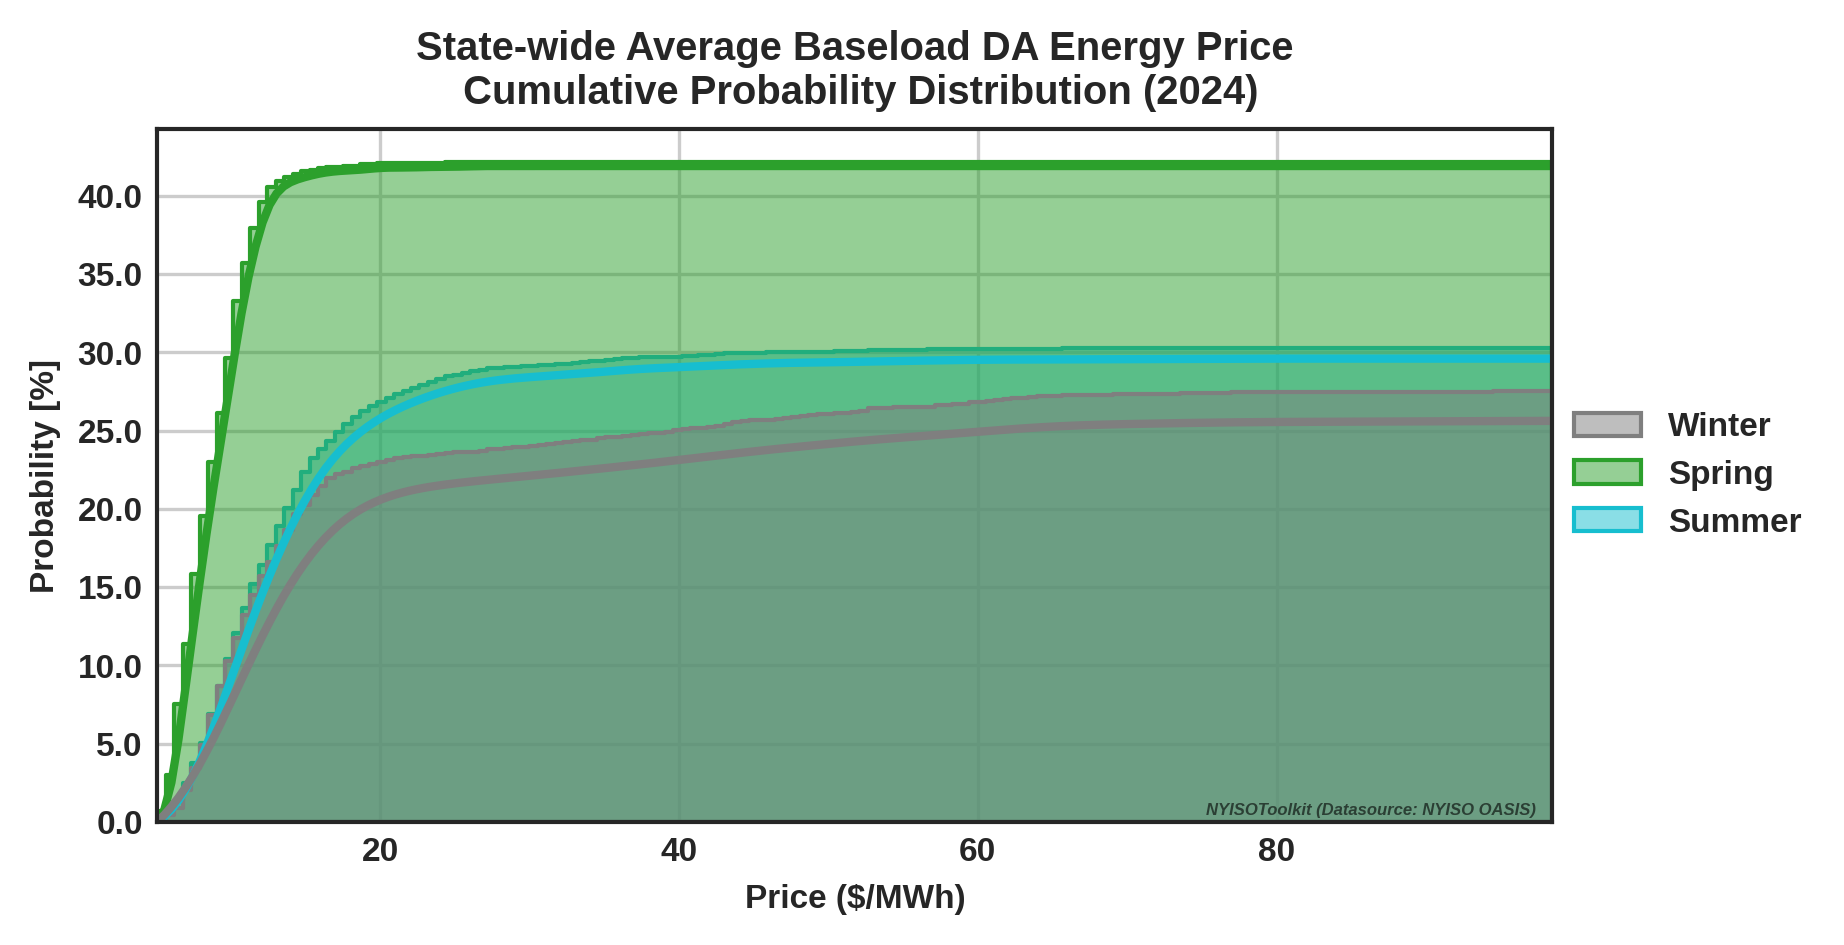 State-wide Average Baseload DA Energy Price
Cumulative Probability Distribution (2024)
Probability [%]
40.0
35.0
30.0
25.0
20.0
15.0
10.0
5.0
0.0
20
40
60
80
Price ($/MWh)
NYISOToolkit (Datasource: NYISO OASIS)
Winter
Spring
Summer